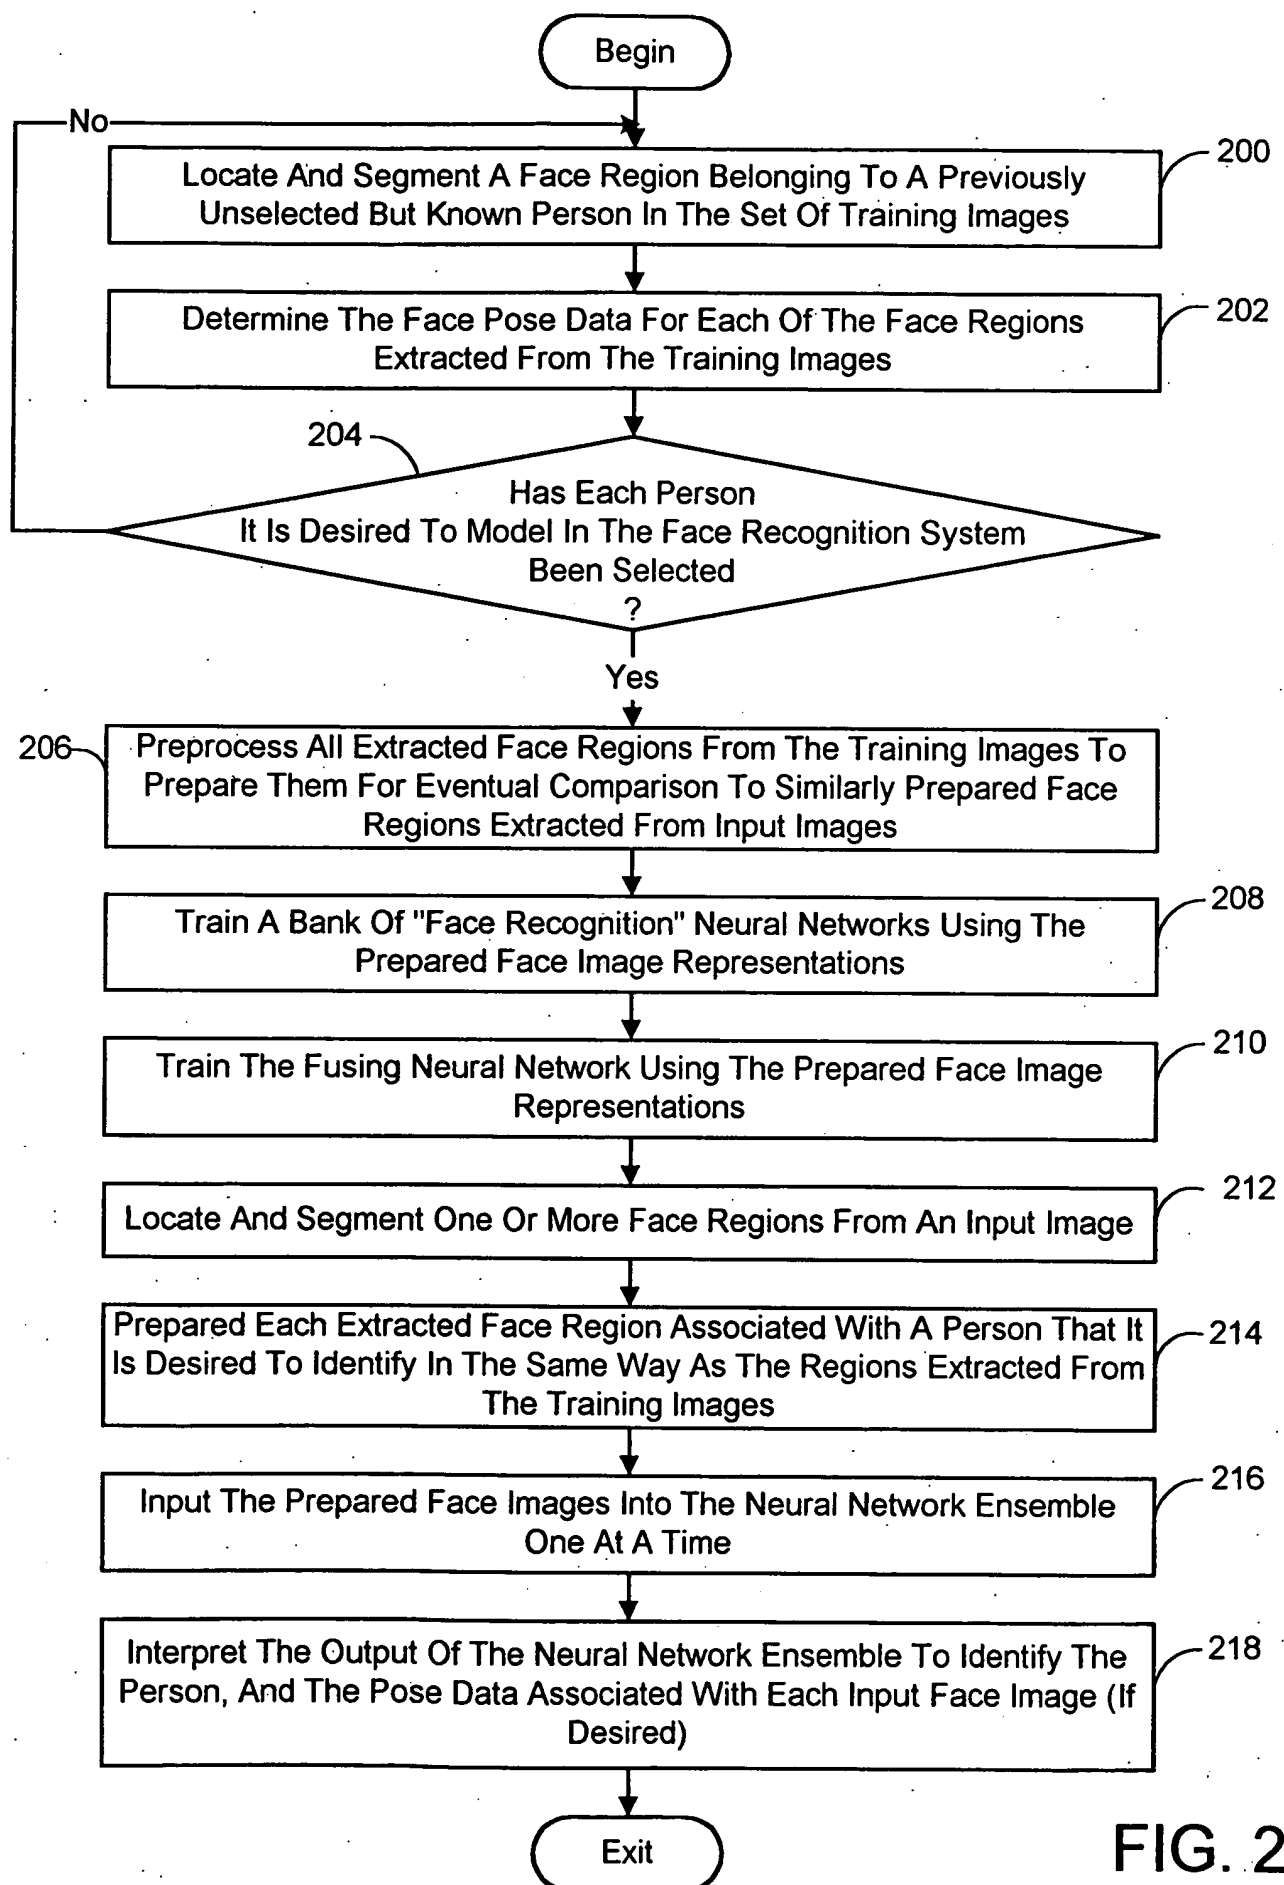 Begin
No
200
Locate And Segment A Face Region Belonging To A Previously
Unselected But Known Person In The Set Of Training Images
202
Determine The Face Pose Data For Each Of The Face Regions
Extracted From The Training Images
204
Has Each Person
It Is Desired To Model In The Face Recognition System
Been Selected
?
Yes
206
Preprocess All Extracted Face Regions From The Training Images To
Prepare Them For Eventual Comparison To Similarly Prepared Face
Regions Extracted From Input Images
208
Train A Bank Of "Face Recognition" Neural Networks Using The
Prepared Face Image Representations
210
Train The Fusing Neural Network Using The Prepared Face Image
Representations
212
Locate And Segment One Or More Face Regions From An Input Image
Prepared Each Extracted Face Region Associated With A Person That It
214
Is Desired To Identify In The Same Way As The Regions Extracted From
The Training Images
216
Input The Prepared Face Images Into The Neural Network Ensemble
One At A Time
218
Interpret The Output Of The Neural Network Ensemble To Identify The
Person, And The Pose Data Associated With Each Input Face Image (If
Desired)
Exit
FIG. 2